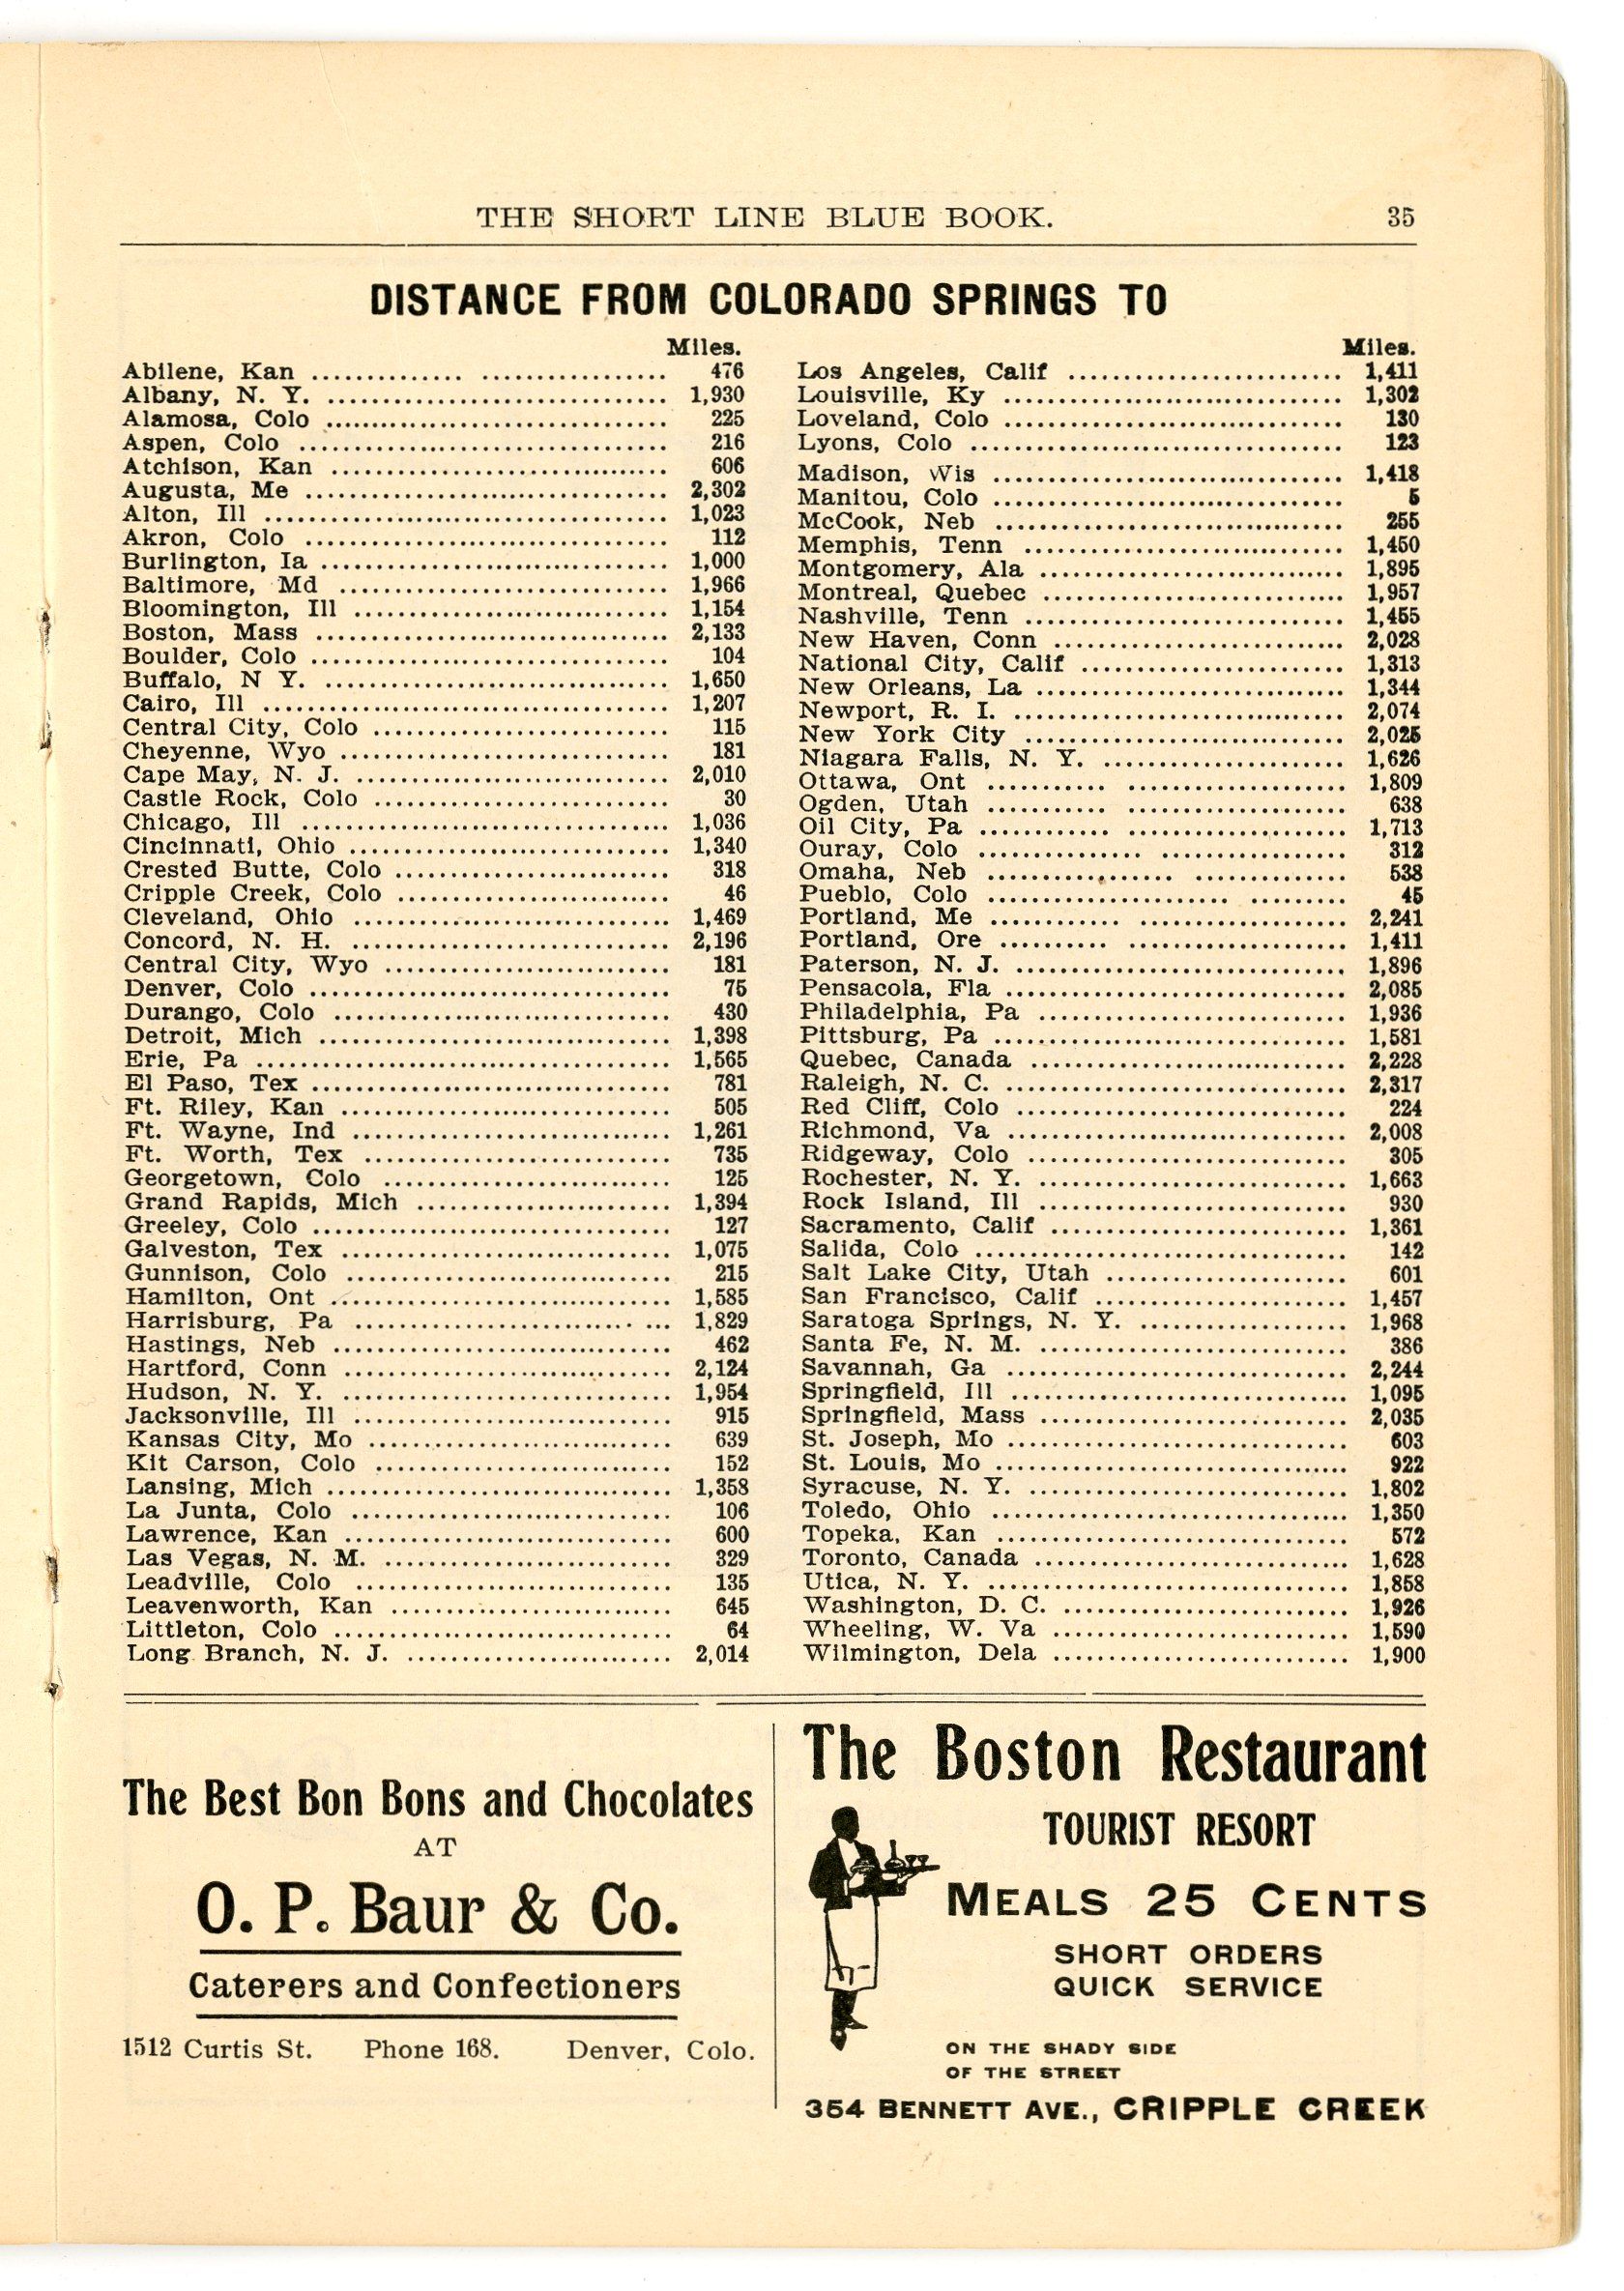 THE SHORT LINE BLUE BOOK. 35
DISTANCE FROM COLORADO SPRINGS TO
Miles.
Abilene, Kan ................ .................. 476
Albany, N. Y. .................................. 1,930
Alamosa, Colo .................................. 225
Aspen, Colo .................................... 216
Atchison, Kan .................................. 606
Augusta, Me .................................... 2,302
Alton, Ill ..................................... 1,023
Akron, Colo .................................... 112
Burlington, Ia ................................. 1,000
Baltimore, Md .................................. 1,966
Bloomington, Ill ............................... 1,154
Boston, Mass ................................... 2,133
Boulder, Colo .................................. 104
Buffalo, N Y. .................................. 1,650
Cairo, Ill ..................................... 1,207
Central City, Colo ............................. 115
Cheyenne, Wyo .................................. 181
Cape May, N. J. ................................ 2,010
Castle Rock, Colo .............................. 30
Chicago, Ill ................................... 1,036
Cincinnati, Ohio ............................... 1,340
Crested Butte, Colo ............................ 318
Cripple Creek, Colo ............................ 46
Cleveland, Ohio ................................ 1,469
Concord, N. H. ................................. 2,196
Central City, Wyo .............................. 181
Denver, Colo ................................... 75
Durango, Colo .................................. 430
Detroit, Mich .................................. 1,398
Erie, Pa ....................................... 1,565
El Paso, Tex ................................... 781
Ft. Riley, Kan ................................. 505
Ft. Wayne, Ind ................................. 1,261
Ft. Worth, Tex ................................. 735
Georgetown, Colo ............................... 125
Grand Rapids, Mich ............................. 1,394
Greeley, Colo .................................. 127
Galveston, Tex ................................. 1,075
Gunnison, Colo ................................. 215
Hamilton, Ont .................................. 1,585
Harrisburg, Pa ............................. ... 1,829
Hastings, Neb .................................. 462
Hartford, Conn ................................. 2,124
Hudson, N. Y. .................................. 1,954
Jacksonville, Ill .............................. 915
Kansas City, Mo ................................ 639
Kit Carson, Colo ............................... 152
Lansing, Mich .................................. 1,358
La Junta, Colo ................................. 106
Lawrence, Kan .................................. 600
Las Vegas, N. M. ............................... 329
Leadville, Colo ................................ 135
Leavenworth, Kan ............................... 645
Littleton, Colo ................................ 64
Long Branch, N. J. ............................. 2,014
Miles.
Los Angeles, Calif ............................. 1,411
Louisville, Ky ................................. 1,302
Loveland, Colo ................................. 130
Lyons, Colo .................................... 123
Madison, Wis ................................... 1,418
Manitou, Colo .................................. 5
McCook, Neb .................................... 255
Memphis, Tenn .................................. 1,450
Montgomery, Ala ................................ 1,895
Montreal, Quebec ............................... 1,957
Nashville, Tenn ................................ 1,455
New Haven, Conn ................................ 2,028
National City, Calif ........................... 1,313
New Orleans, La ................................ 1,344
Newport, R. I. ................................. 2,074
New York City .................................. 2,025
Niagara Falls, N. Y. ........................... 1,626
Ottawa, Ont ........... ........................ 1,809
Ogden, Utah ........... ........................ 638
Oil City, Pa ............ ...................... 1,713
Ouray, Colo ................ ................... 312
Omaha, Neb .................... ............... 538
Pueblo, Colo ....................... ......... 45
Portland, Me ............ ...................... 2,241
Portland, Ore .......... ....................... 1,411
Paterson, N. J. ................................ 1,896
Pensacola, Fla ................................. 2,085
Philadelphia, Pa ............................... 1,936
Pittsburg, Pa .................................. 1,581
Quebec, Canada ................................. 2,228
Raleigh, N. C. ................................. 2,317
Red Cliff, Colo ................................ 224
Richmond, Va ................................... 2,008
Ridgeway, Colo ................................. 305
Rochester, N. Y. ............................... 1,663
Rock Island, Ill ............................... 930
Sacramento, Calif .............................. 1,361
Salida, Colo ................................... 142
Salt Lake City, Utah ........................... 601
San Francisco, Calif ........................... 1,457
Saratoga Springs, N. Y. ........................ 1,968
Santa Fe, N. M. ................................ 386
Savannah, Ga ................................... 2,244
Springfield, Ill ............................... 1,095
Springfield, Mass .............................. 2,035
St. Joseph, Mo ................................. 603
St. Louis, Mo .................................. 922
Syracuse, N. Y. ................................ 1,802
Toledo, Ohio ................................... 1,350
Topeka, Kan .................................... 572
Toronto, Canada ................................ 1,628
Utica, N. Y. ................................... 1,858
Washington, D. C. .............................. 1,926
Wheeling, W. Va ................................ 1,590
Wilmington, Dela ............................... 1,900
The Best Bon Bons and Chocolates
AT
O. P. Baur & Co.
Caterers and Confectioners
1512 Curtis St. Phone 168. Denver, Colo.
The Boston Restaurant
TOURIST RESORT
MEALS 25 CENTS
SHORT ORDERS
QUICK SERVICE
ON THE SHADY SIDE
OF THE STREET
354 BENNETT AVE., CRIPPLE CREEK